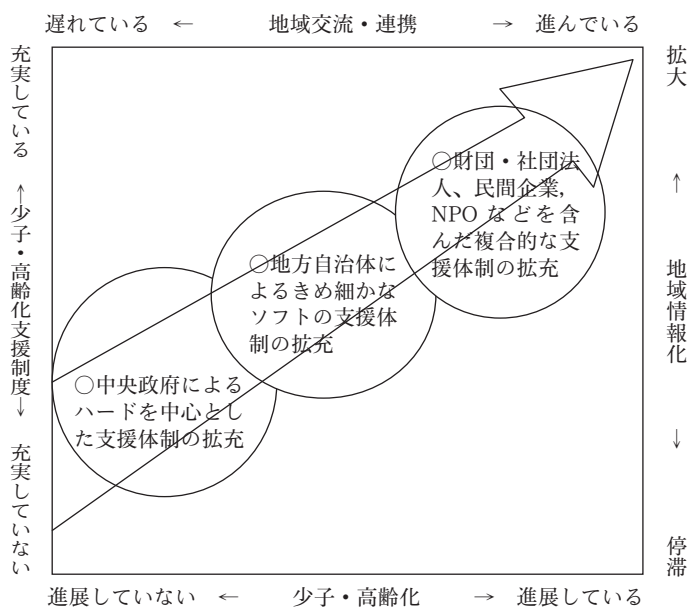 遅れている ← 地域交流・連携 → 進んでいる
充実している ↑少子・高齢化支援制度↓ 充実していない
拡大 ↑ 地域情報化 ↓ 停滞
○財団・社団法
人、民間企業,
NPO などを含
んだ複合的な支
援体制の拡充
○地方自治体に
よるきめ細かな
ソフトの支援体
制の拡充
○中央政府による
ハードを中心とし
た支援体制の拡充
進展していない ← 少子・高齢化 → 進展している